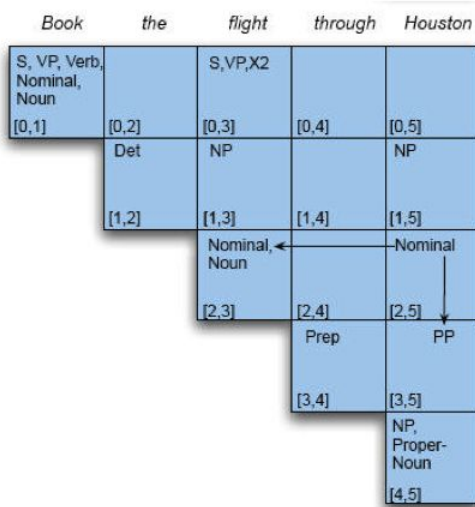 Book the flight through Houston
S, VP, Verb, S,VP,X2
Nominal,
Noun
[0,1] [0,2] [0,3] [0,4] [0,5]
Det NP NP
[1,2] [1,3] [1,4] [1,5]
Nominal, Nominal
Noun
[2,3] [2,4] [2,5]
Prep PP
[3,4] [3,5]
NP,
Proper-
Noun
[4,5]